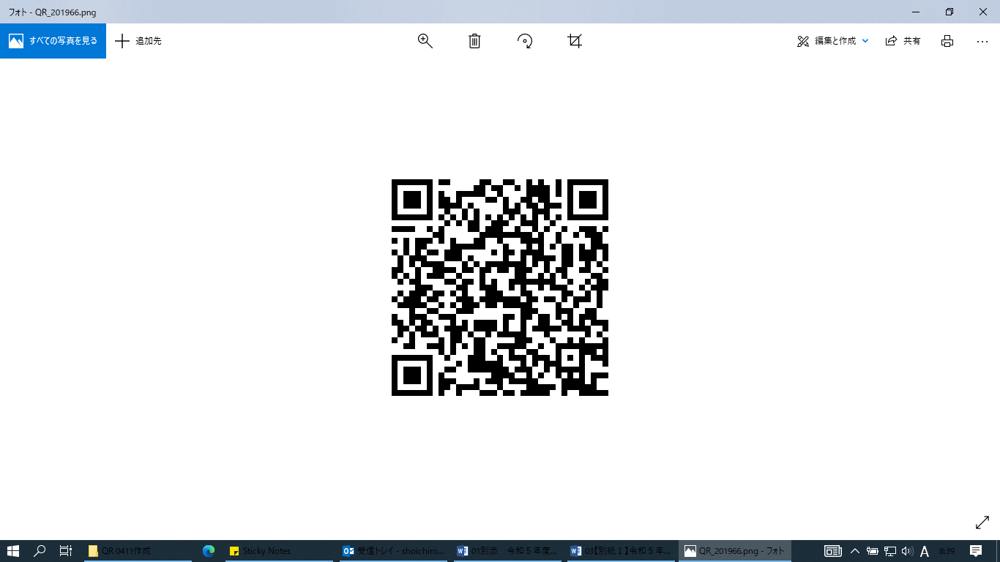 フォト - QR_201966.png
すべての写真を見る
追加先
編集と作成
共有
QR 0411作成
Sticky Notes
受信トレイ - shoichiro...
01別添　令和５年度...
03【別紙１】令和５年...
QR_201966.png - フォト
A
8:39